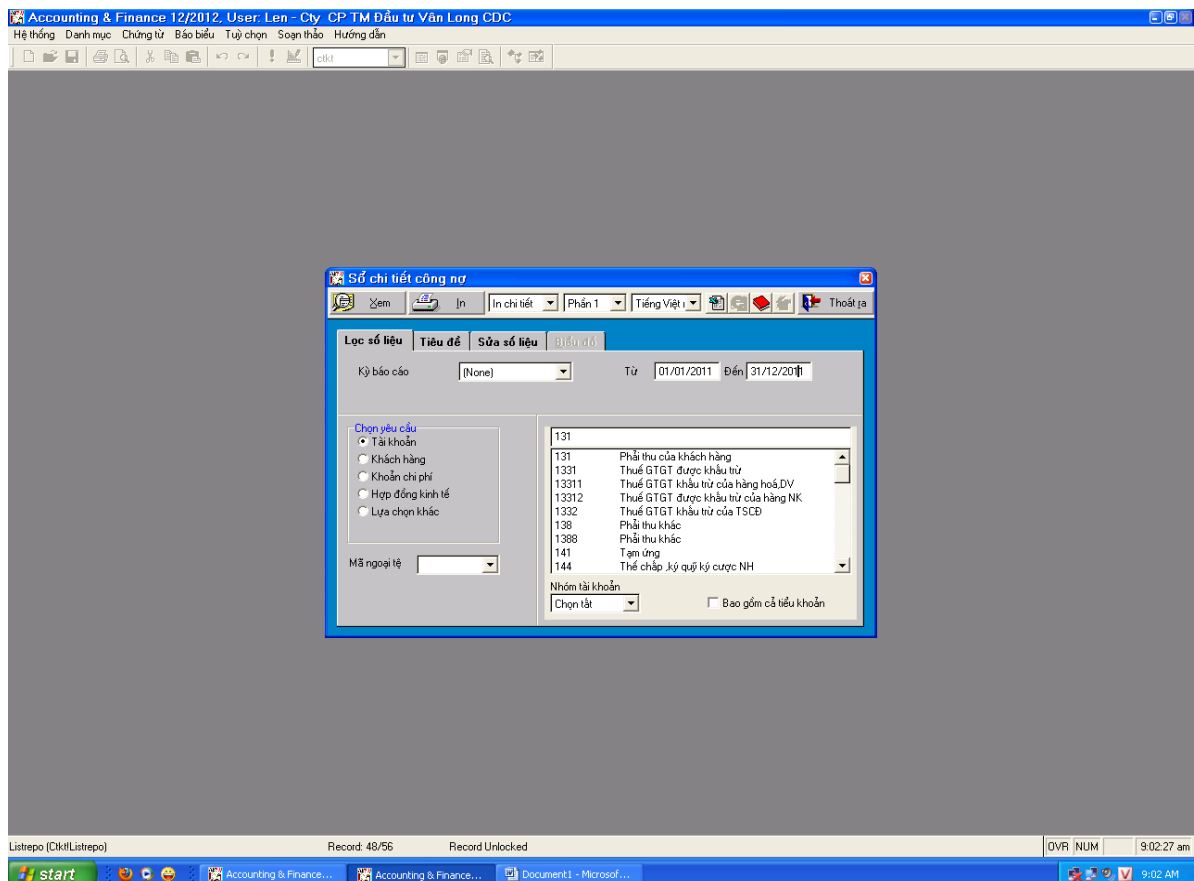 Accounting & Finance 12/2012, User: Len - Cty CP TM Đầu tư Vân Long CDC
Hệ thống Danh mục Chứng từ Báo biểu Tuỳ chọn Soạn thảo Hướng dẫn
ctkt
Sổ chi tiết công nợ
Xem In In chi tiết Phần 1 Tiếng Việt Thoát ra
Lọc số liệu Tiêu đề Sửa số liệu Biểu đồ
Kỳ báo cáo (None) Từ 01/01/2011 Đến 31/12/2011
Chọn yêu cầu
Tài khoản
Khách hàng
Khoản chi phí
Hợp đồng kinh tế
Lựa chọn khác
Mã ngoại tệ
131
131 Phải thu của khách hàng
1331 Thuế GTGT được khấu trừ
13311 Thuế GTGT khấu trừ của hàng hoá,DV
13312 Thuế GTGT được khấu trừ của hàng NK
1332 Thuế GTGT khấu trừ của TSCĐ
138 Phải thu khác
1388 Phải thu khác
141 Tạm ứng
144 Thế chấp ,ký quỹ ký cược NH
Nhóm tài khoản
Chọn tất Bao gồm cả tiểu khoản
Listrepo (Ctkt!Listrepo) Record: 48/56 Record Unlocked OVR NUM 9:02:27 am
start Accounting & Finance... Accounting & Finance... Document1 - Microsof... 9:02 AM